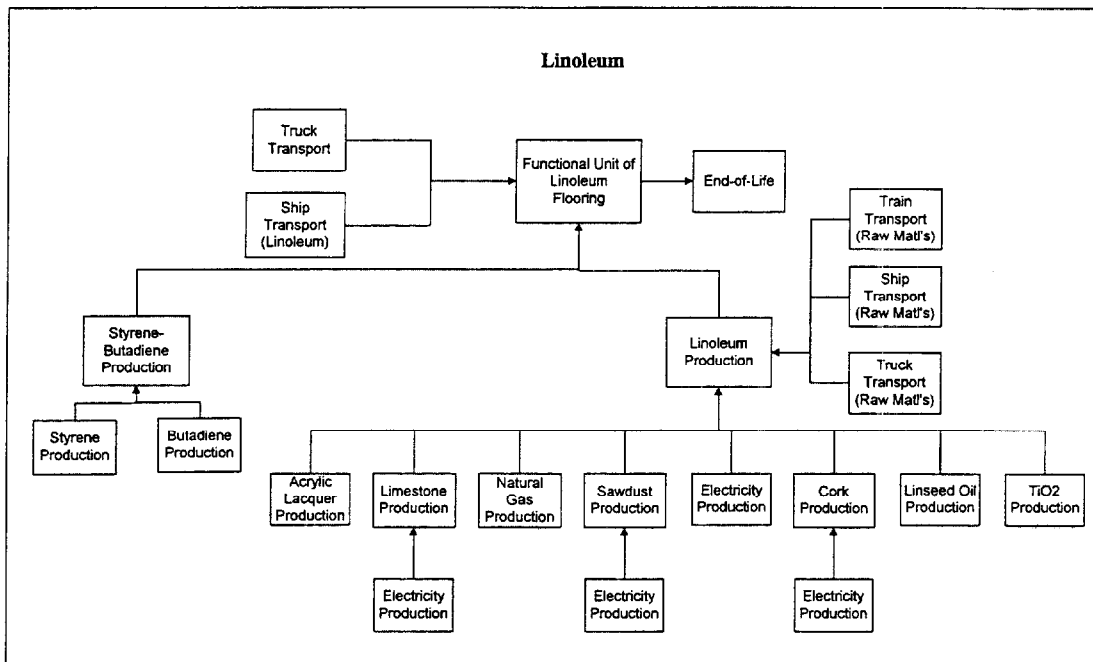 Linoleum
Truck
Transport
Functional Unit of
Linoleum
Flooring
End-of-Life
Ship
Transport
(Linoleum)
Train
Transport
(Raw Matl's)
Ship
Transport
(Raw Matl's)
Styrene-
Butadiene
Production
Linoleum
Production
Truck
Transport
(Raw Matl's)
Styrene
Production
Butadiene
Production
Acrylic
Lacquer
Production
Limestone
Production
Natural
Gas
Production
Sawdust
Production
Electricity
Production
Cork
Production
Linseed Oil
Production
TiO2
Production
Electricity
Production
Electricity
Production
Electricity
Production